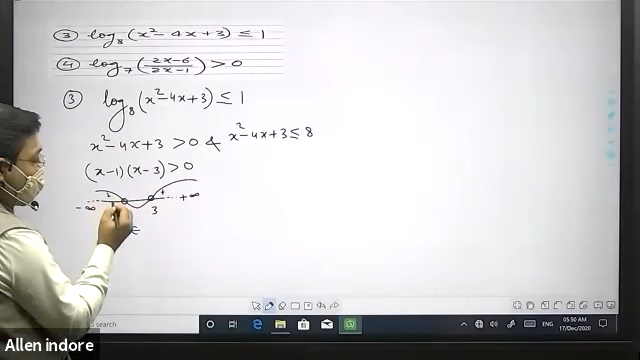 ③ log₈(x²-4x+3) ≤ 1
④ log₇((2x-6)/(2x-1)) > 0
③ log₈(x²-4x+3) ≤ 1
x²-4x+3 > 0 & x²-4x+3 ≤ 8
(x-1)(x-3) > 0
+
-∞ 3 +∞
search
ENG
05:50 AM
17/Dec/2020
Allen indore